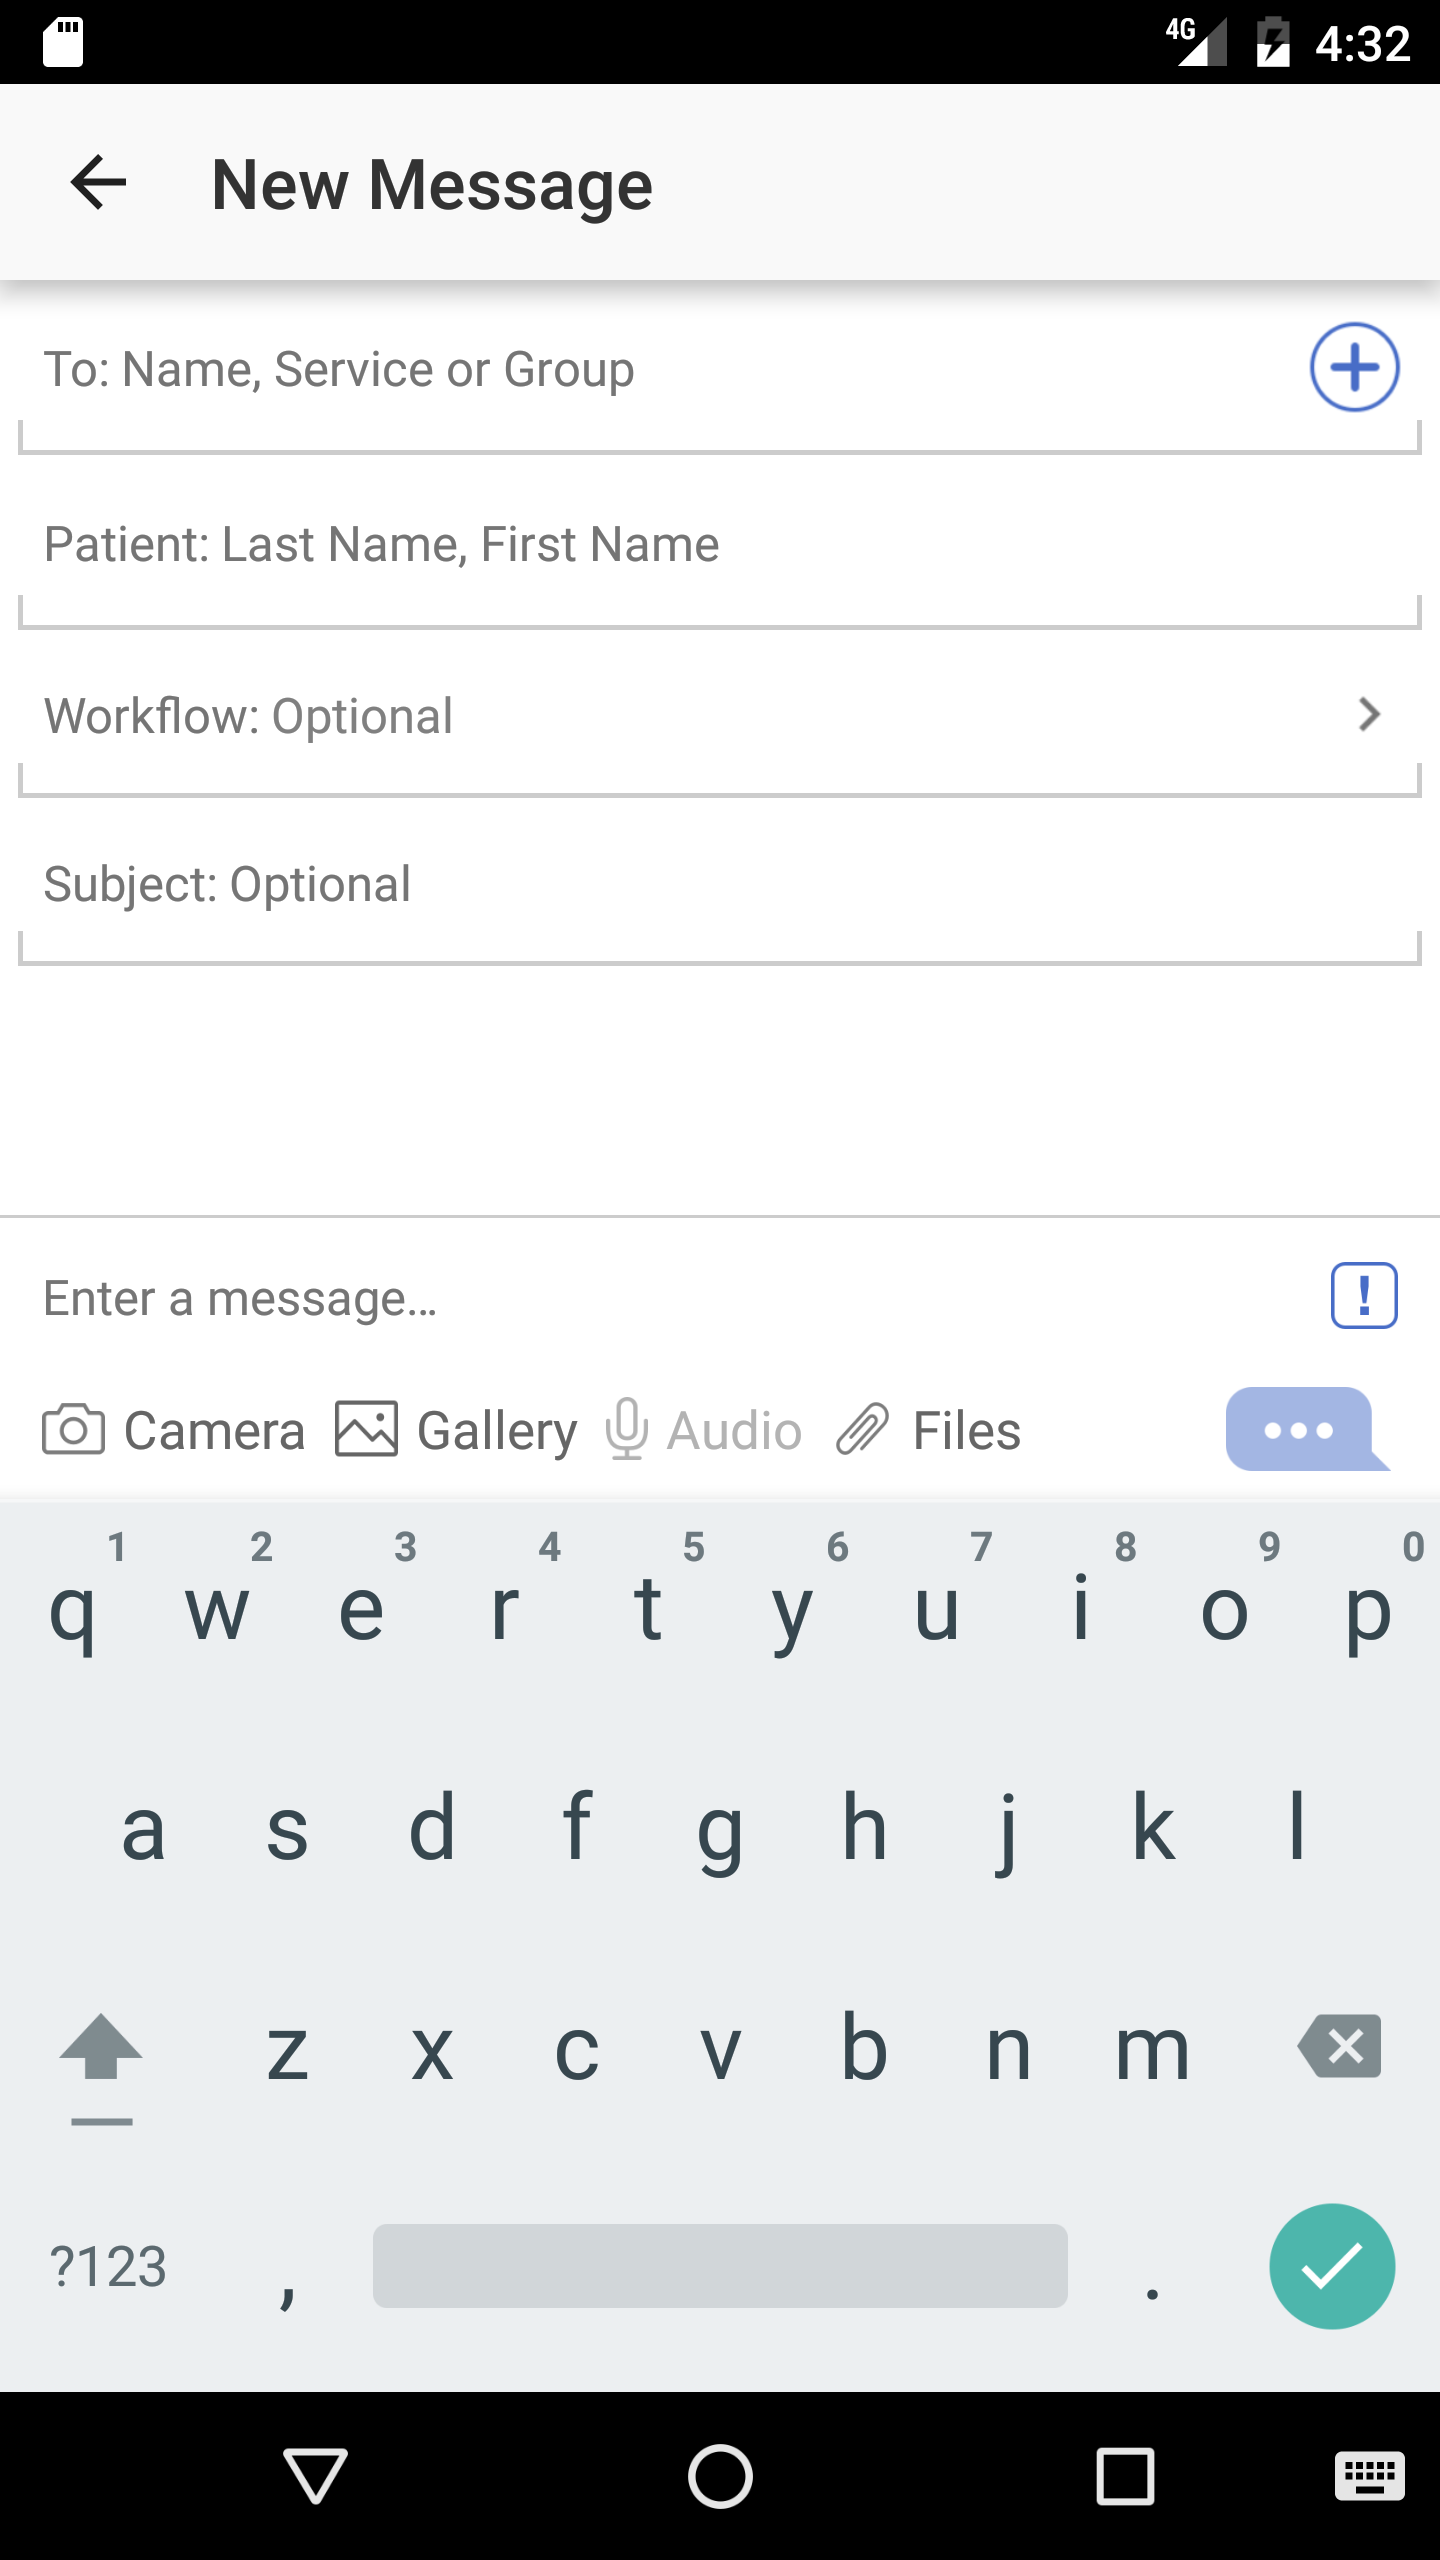 4G 4:32
New Message
To: Name, Service or Group
Patient: Last Name, First Name
Workflow: Optional
Subject: Optional
Enter a message...
Camera Gallery Audio Files
1 2 3 4 5 6 7 8 9 0
q w e r t y u i o p
a s d f g h j k l
z x c v b n m
?123 , .